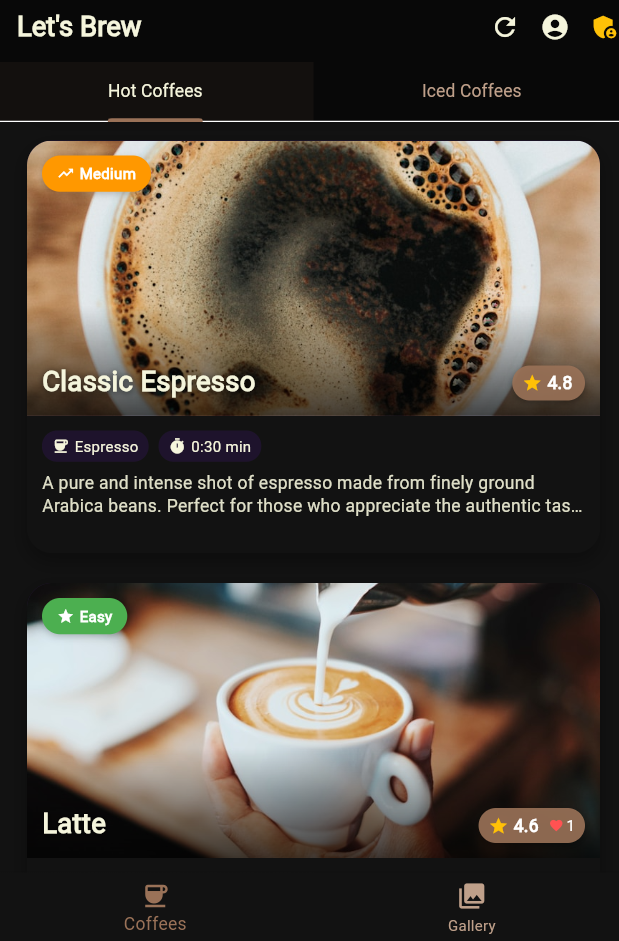 Let's Brew
Hot Coffees
Iced Coffees
Medium
Classic Espresso
4.8
Espresso
0:30 min
A pure and intense shot of espresso made from finely ground
Arabica beans. Perfect for those who appreciate the authentic tas…
Easy
Latte
4.6 1
Coffees
Gallery